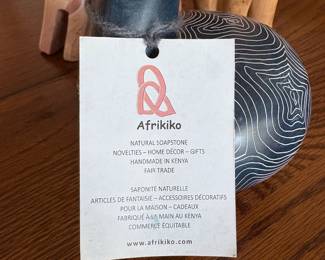 Afrikiko
NATURAL SOAPSTONE
NOVELTIES – HOME DÉCOR – GIFTS
HANDMADE IN KENYA
FAIR TRADE
SAPONITE NATURELLE
ARTICLES DE FANTAISIE – ACCESSOIRES DÉCORATIFS
POUR LA MAISON – CADEAUX
FABRIQUÉ À LA MAIN AU KENYA
COMMERCE ÉQUITABLE
www.afrikiko.com